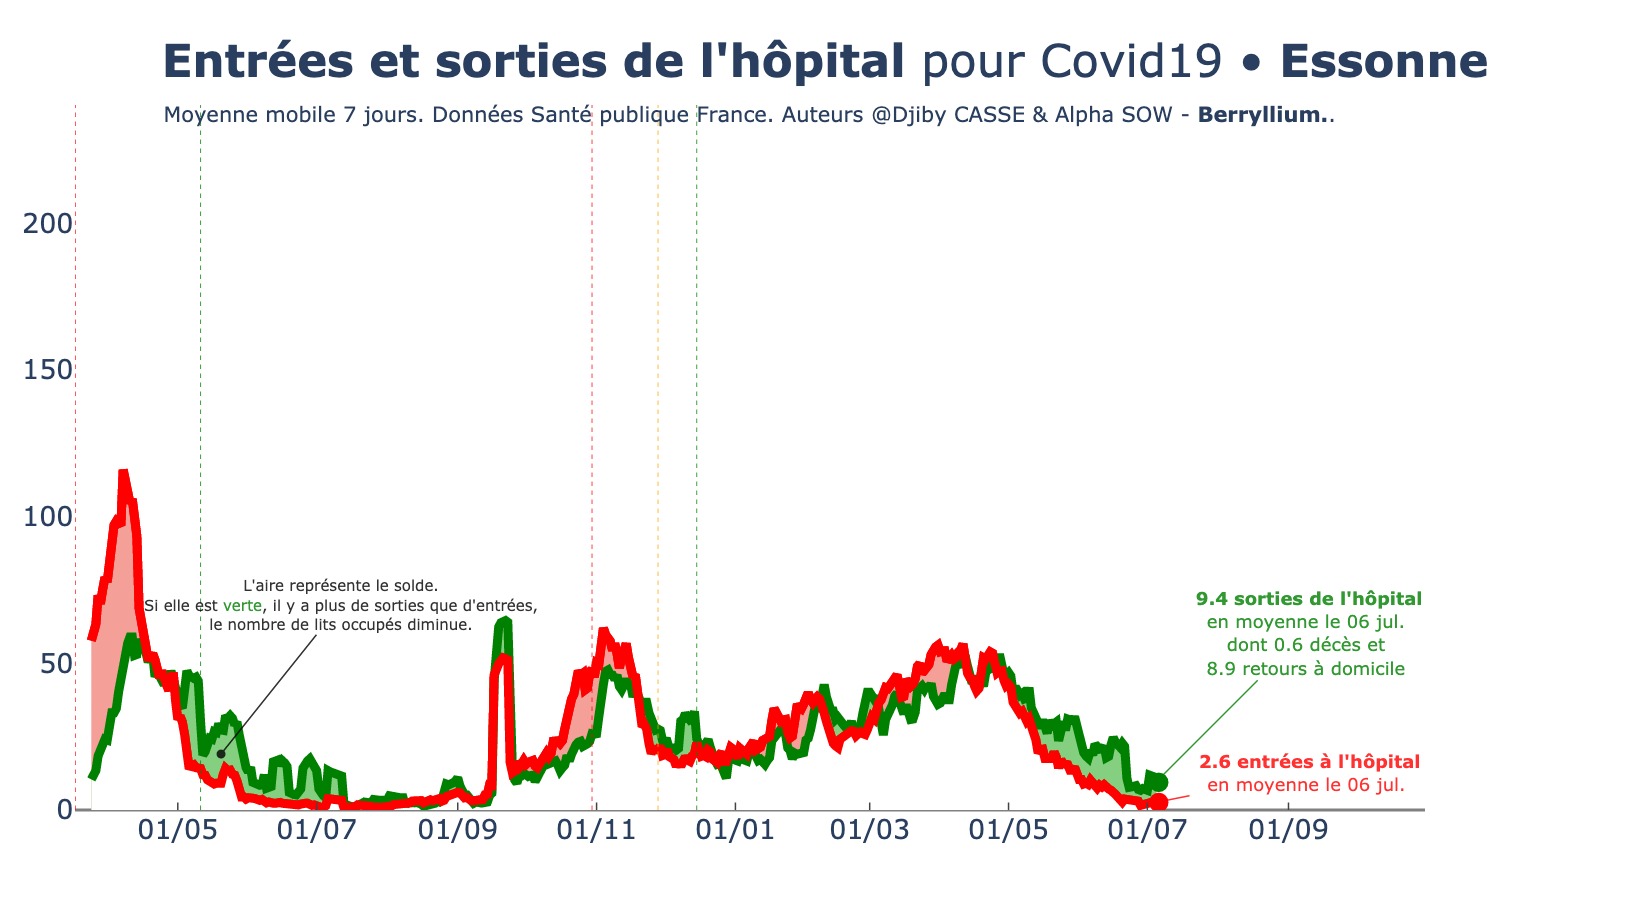 Entrées et sorties de l'hôpital pour Covid19 • Essonne
Moyenne mobile 7 jours. Données Santé publique France. Auteurs @Djiby CASSE & Alpha SOW - Berryllium..
200
150
100
50
0
L'aire représente le solde.
Si elle est verte, il y a plus de sorties que d'entrées,
le nombre de lits occupés diminue.
9.4 sorties de l'hôpital
en moyenne le 06 jul.
dont 0.6 décès et
8.9 retours à domicile
2.6 entrées à l'hôpital
en moyenne le 06 jul.
01/05 01/07 01/09 01/11 01/01 01/03 01/05 01/07 01/09